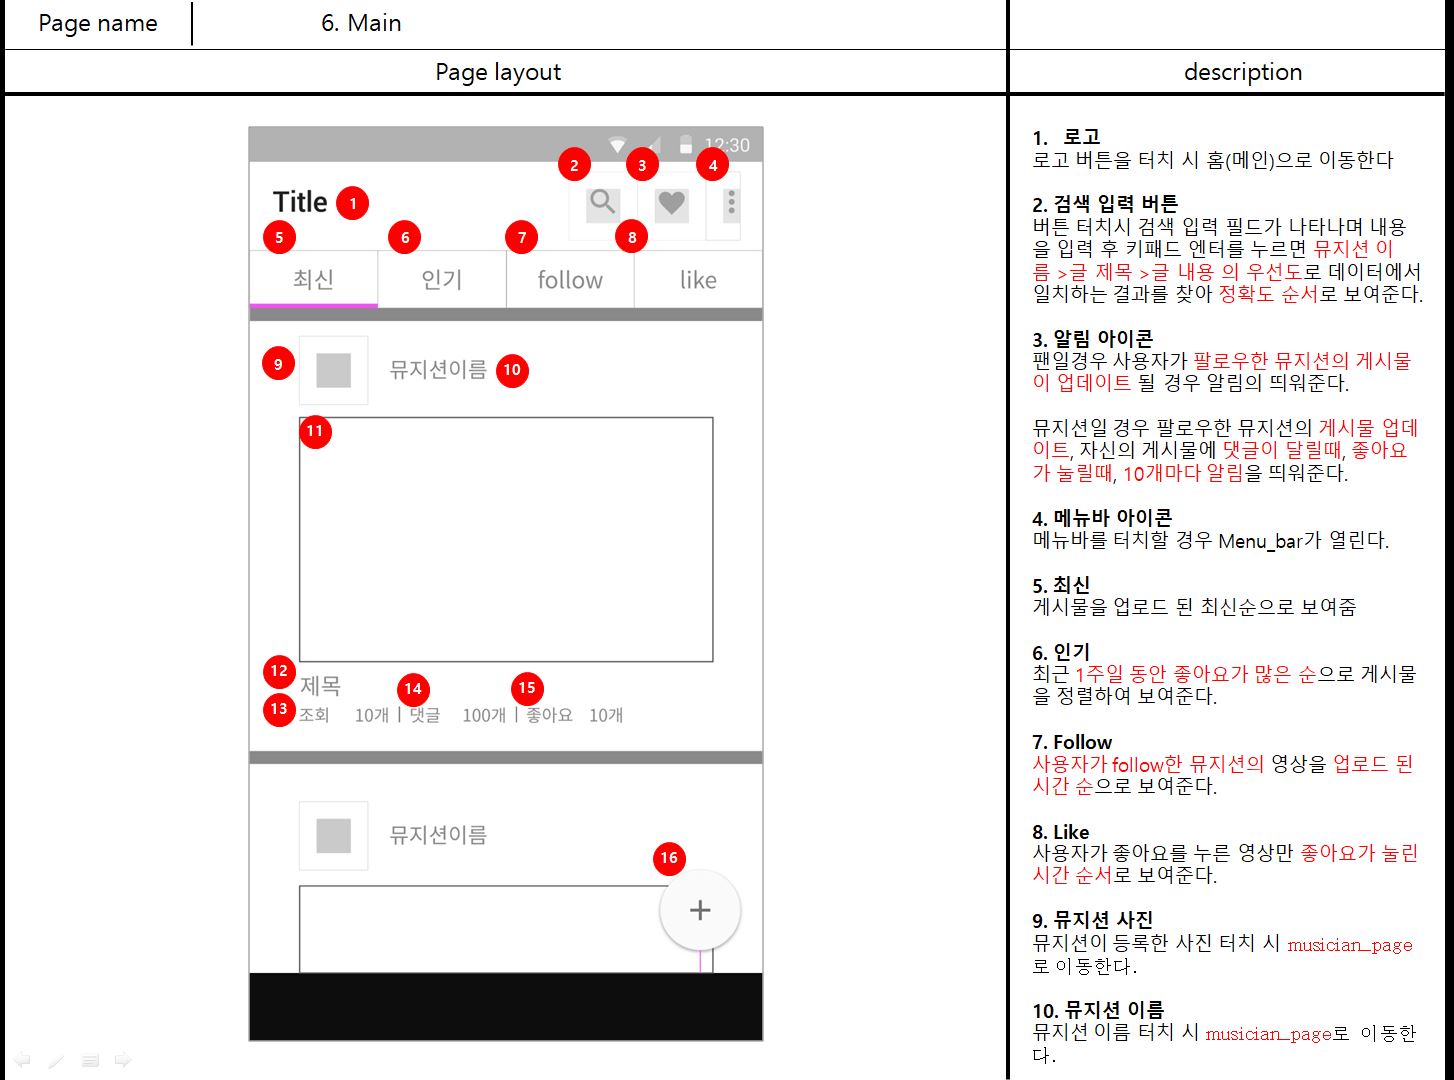 Page name 6. Main
Page layout description
12:30
2 3 4
Title 1
5 6 7 8
최신 인기 follow like
9 뮤지션이름 10
11
12
제목 14 15
13 조회 10개 | 댓글 100개 | 좋아요 10개
뮤지션이름
16
+
1. 로고
로고 버튼을 터치 시 홈(메인)으로 이동한다
2. 검색 입력 버튼
버튼 터치시 검색 입력 필드가 나타나며 내용
을 입력 후 키패드 엔터를 누르면 뮤지션 이
름 >글 제목 >글 내용 의 우선도로 데이터에서
일치하는 결과를 찾아 정확도 순서로 보여준다.
3. 알림 아이콘
팬일경우 사용자가 팔로우한 뮤지션의 게시물
이 업데이트 될 경우 알림의 띄워준다.
뮤지션일 경우 팔로우한 뮤지션의 게시물 업데
이트, 자신의 게시물에 댓글이 달릴때, 좋아요
가 눌릴때, 10개마다 알림을 띄워준다.
4. 메뉴바 아이콘
메뉴바를 터치할 경우 Menu_bar가 열린다.
5. 최신
게시물을 업로드 된 최신순으로 보여줌
6. 인기
최근 1주일 동안 좋아요가 많은 순으로 게시물
을 정렬하여 보여준다.
7. Follow
사용자가 follow한 뮤지션의 영상을 업로드 된
시간 순으로 보여준다.
8. Like
사용자가 좋아요를 누른 영상만 좋아요가 눌린
시간 순서로 보여준다.
9. 뮤지션 사진
뮤지션이 등록한 사진 터치 시 musician_page
로 이동한다.
10. 뮤지션 이름
뮤지션 이름 터치 시 musician_page로 이동한
다.